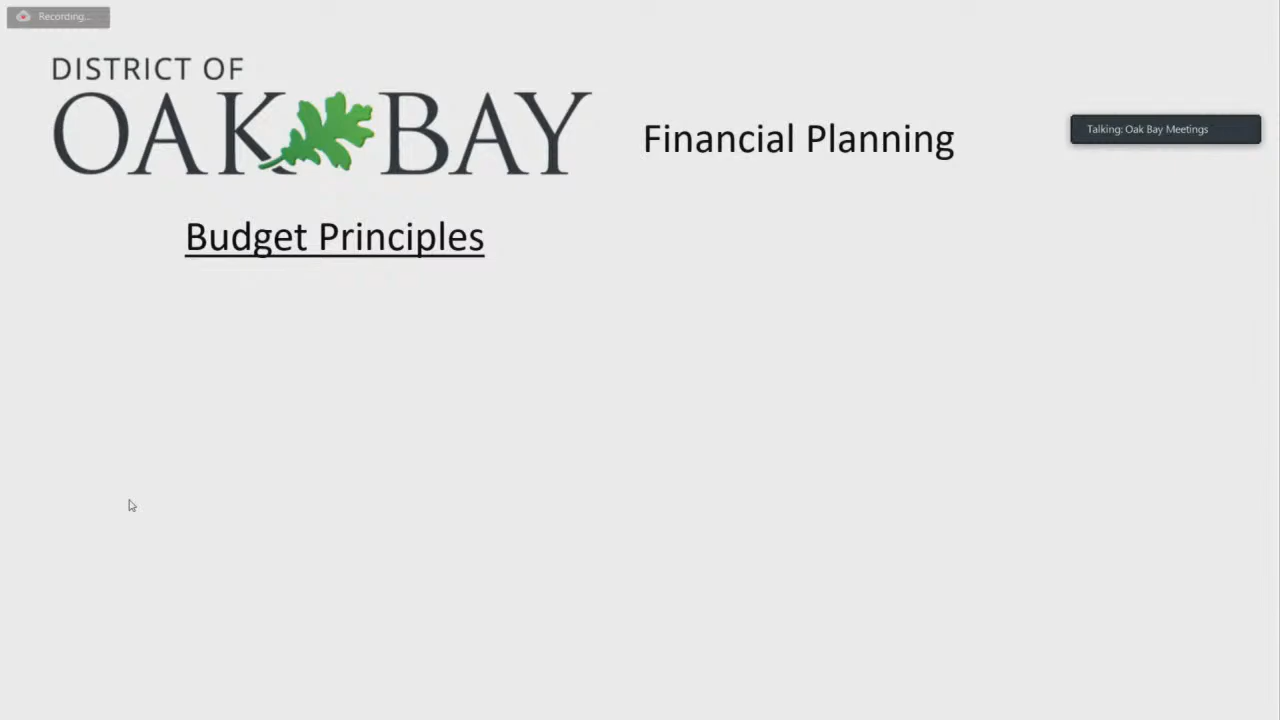 Recording...
DISTRICT OF
OAK BAY
Financial Planning
Talking: Oak Bay Meetings
Budget Principles